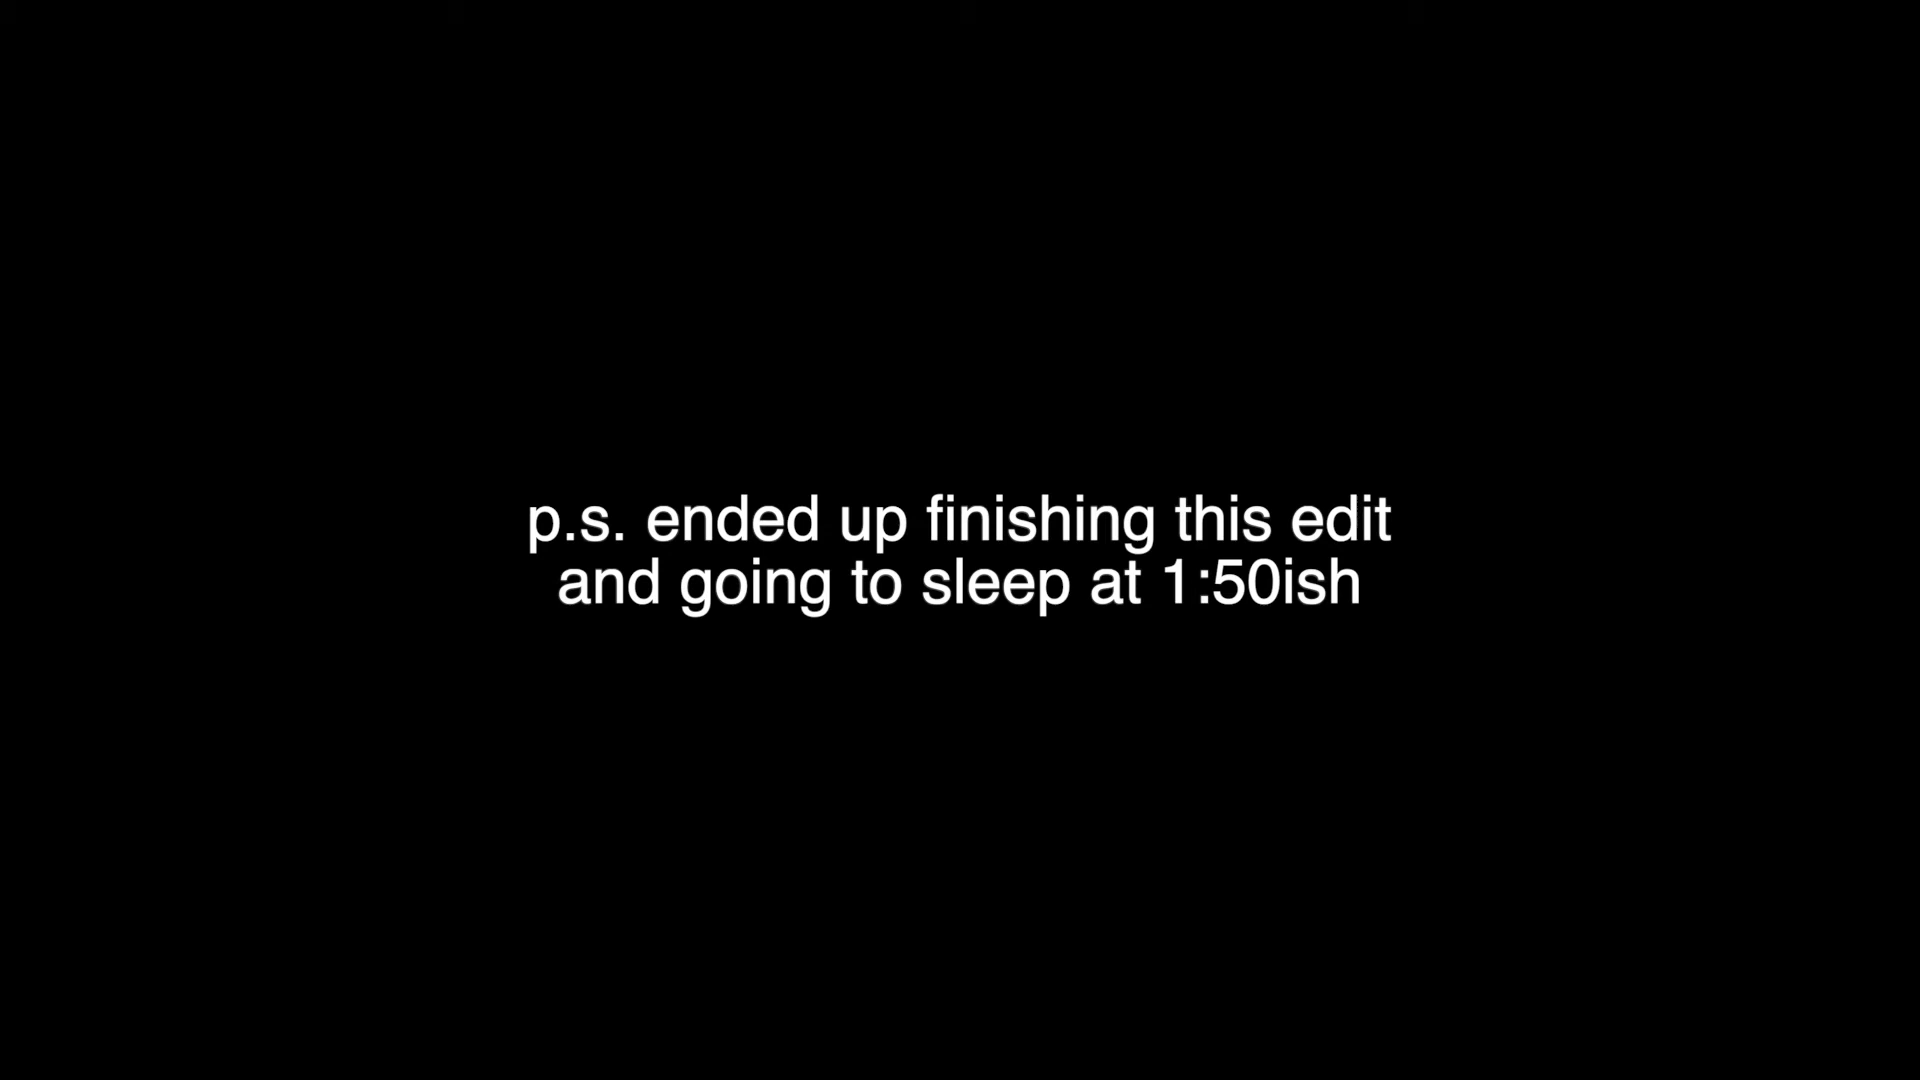 p.s. ended up finishing this edit
and going to sleep at 1:50ish